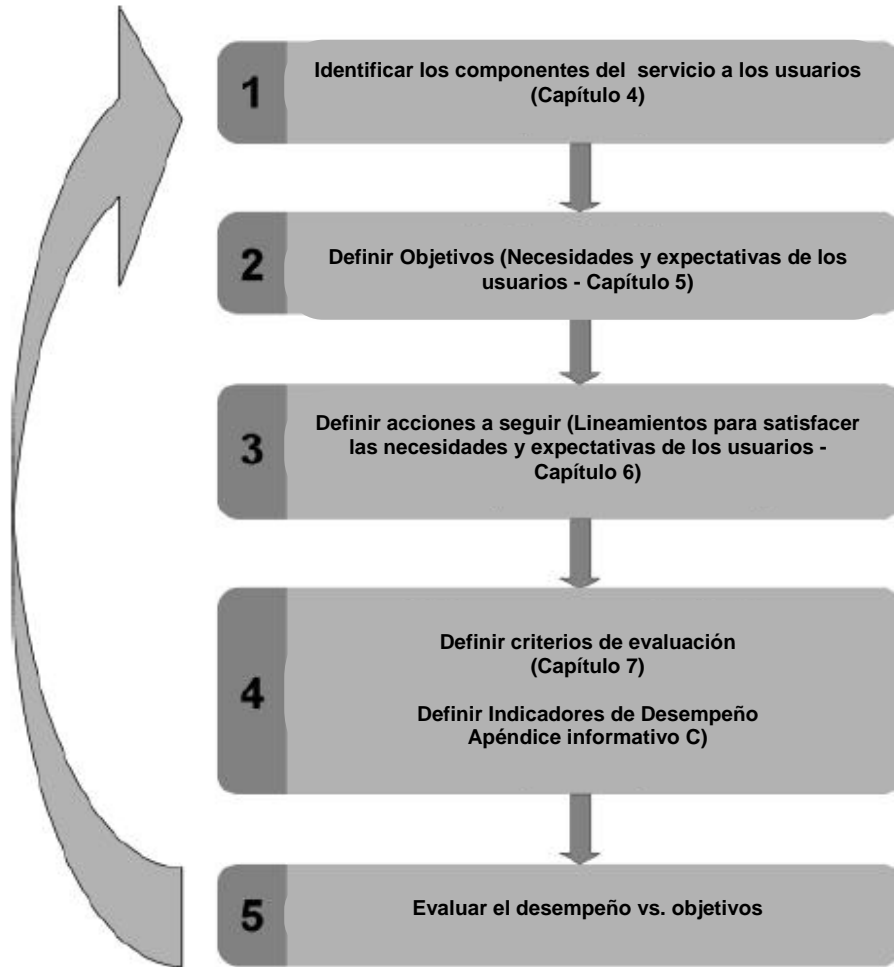 1
Identificar los componentes del servicio a los usuarios
(Capítulo 4)
2
Definir Objetivos (Necesidades y expectativas de los
usuarios - Capítulo 5)
3
Definir acciones a seguir (Lineamientos para satisfacer
las necesidades y expectativas de los usuarios -
Capítulo 6)
4
Definir criterios de evaluación
(Capítulo 7)
Definir Indicadores de Desempeño
Apéndice informativo C)
5
Evaluar el desempeño vs. objetivos